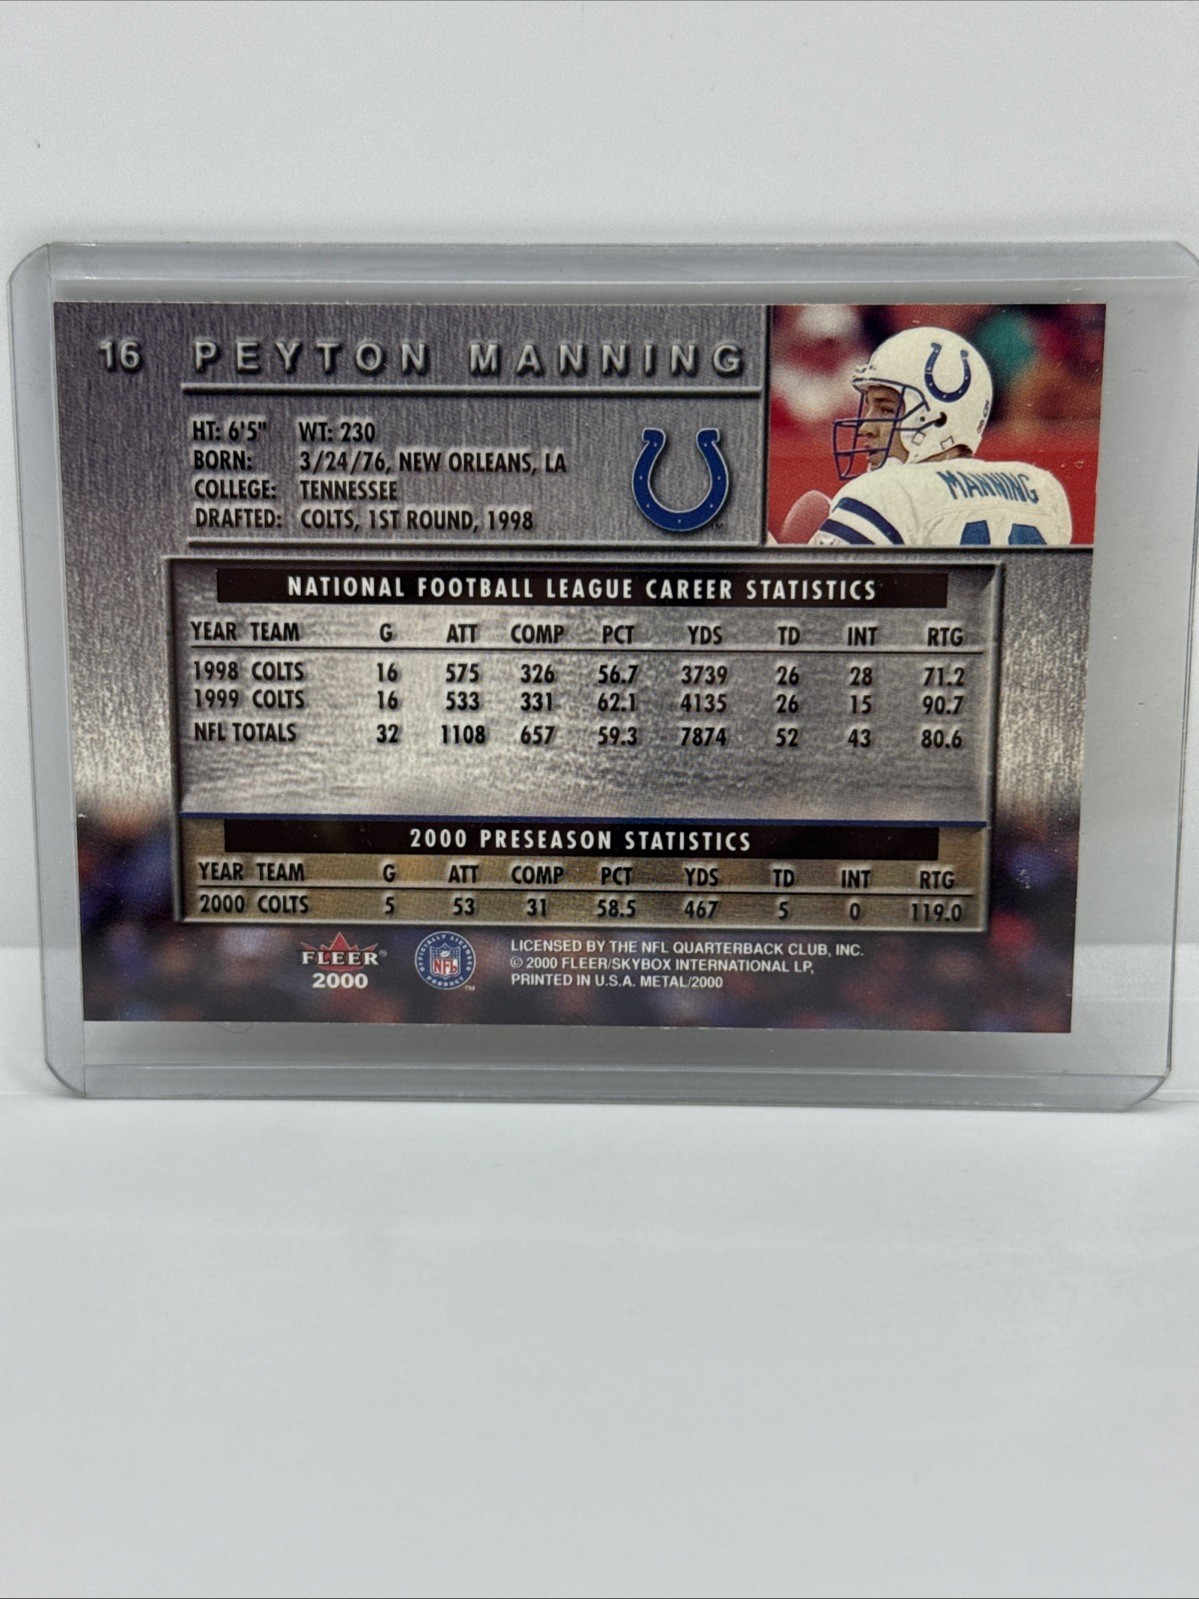 16 PEYTON MANNING
HT: 6'5" WT: 230
BORN: 3/24/76, NEW ORLEANS, LA
COLLEGE: TENNESSEE
DRAFTED: COLTS, 1ST ROUND, 1998
TM
MANNING
NATIONAL FOOTBALL LEAGUE CAREER STATISTICS
YEAR TEAM G ATT COMP PCT YDS TD INT RTG
1998 COLTS 16 575 326 56.7 3739 26 28 71.2
1999 COLTS 16 533 331 62.1 4135 26 15 90.7
NFL TOTALS 32 1108 657 59.3 7874 52 43 80.6
2000 PRESEASON STATISTICS
YEAR TEAM G ATT COMP PCT YDS TD INT RTG
2000 COLTS 5 53 31 58.5 467 5 0 119.0
FLEER®
2000
OFFICIALLY LICENSED
NFL
PRODUCT
TM
LICENSED BY THE NFL QUARTERBACK CLUB, INC.
© 2000 FLEER/SKYBOX INTERNATIONAL LP,
PRINTED IN U.S.A. METAL/2000